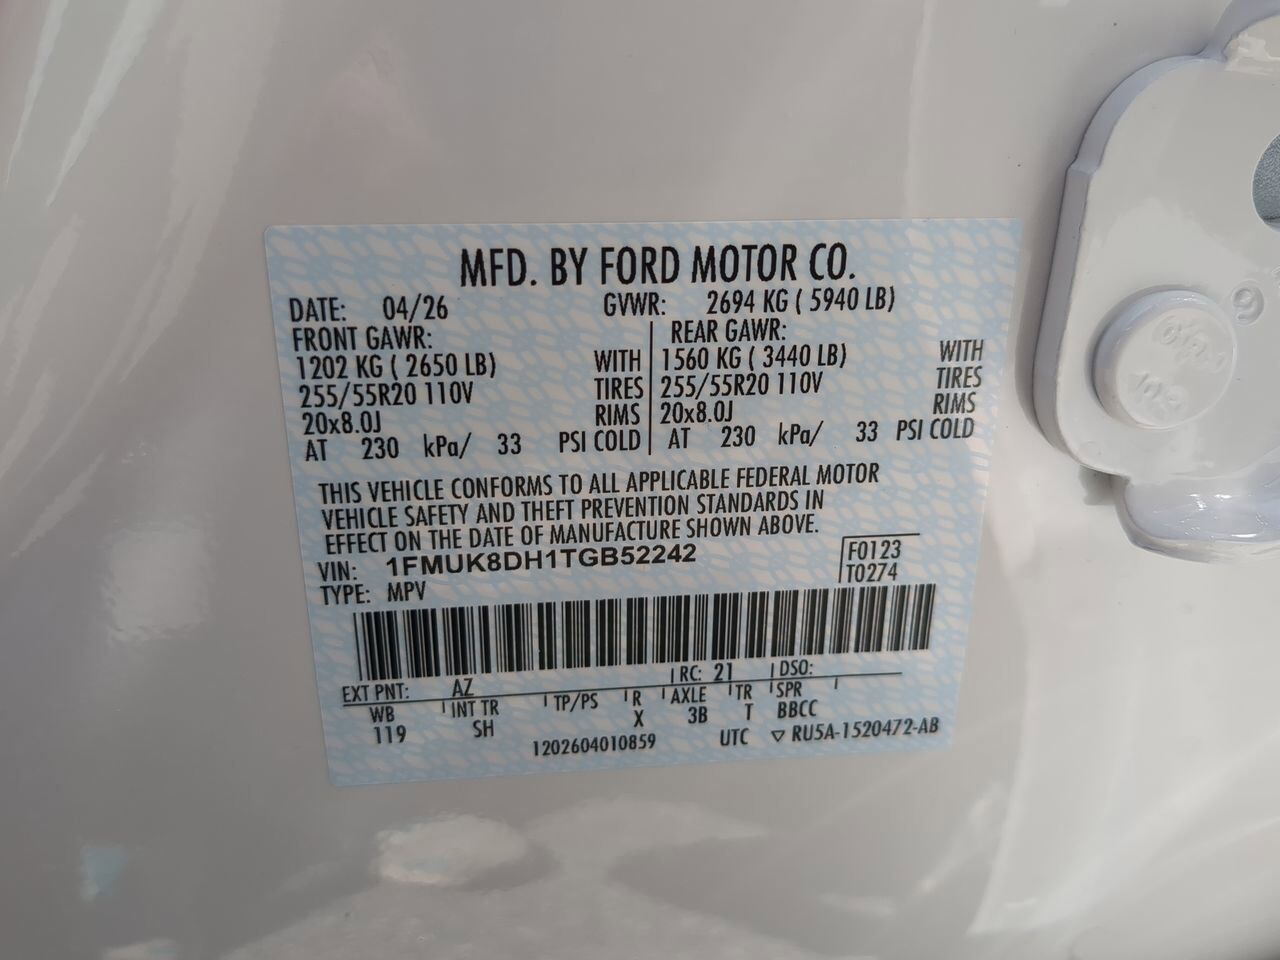 MFD. BY FORD MOTOR CO.
DATE: 04/26 GVWR: 2694 KG ( 5940 LB)
FRONT GAWR: REAR GAWR:
1202 KG ( 2650 LB) WITH 1560 KG ( 3440 LB) WITH
255/55R20 110V TIRES 255/55R20 110V TIRES
20x8.0J RIMS 20x8.0J RIMS
AT 230 kPa/ 33 PSI COLD AT 230 kPa/ 33 PSI COLD
THIS VEHICLE CONFORMS TO ALL APPLICABLE FEDERAL MOTOR
VEHICLE SAFETY AND THEFT PREVENTION STANDARDS IN
EFFECT ON THE DATE OF MANUFACTURE SHOWN ABOVE.
VIN: 1FMUK8DH1TGB52242 F0123
TYPE: MPV T0274
EXT PNT: AZ RC: 21 DSO:
WB INT TR TP/PS R AXLE TR SPR
119 SH X 3B T BBCC
1202604010859 UTC ▽ RU5A-1520472-AB
9